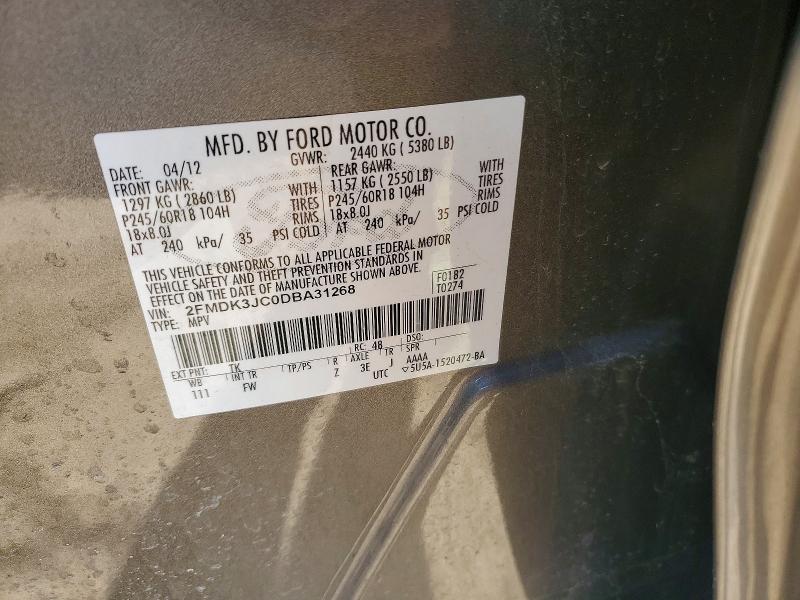 MFD. BY FORD MOTOR CO.
DATE: 04/12 GVWR: 2440 KG ( 5380 LB)
FRONT GAWR: REAR GAWR:
1297 KG (2860 LB) WITH 1157 KG (2550 LB) WITH
P245/60R18 104H TIRES P245/60R18 104H TIRES
18x8.0J RIMS 18x8.0J RIMS
AT 240 kPa/ 35 PSI COLD AT 240 kPa/ 35 PSI COLD
THIS VEHICLE CONFORMS TO ALL APPLICABLE FEDERAL MOTOR
VEHICLE SAFETY AND THEFT PREVENTION STANDARDS IN
EFFECT ON THE DATE OF MANUFACTURE SHOWN ABOVE.
VIN: 2FMDK3JC0DBA31268 F0182
TYPE: MPV T0274
EXT PNT: TK RC: 48 DSO:
WB INT TR TP/PS R AXLE TR SPR
111 FW Z 3E J AAAA
UTC ▽5U5A-1520472-BA